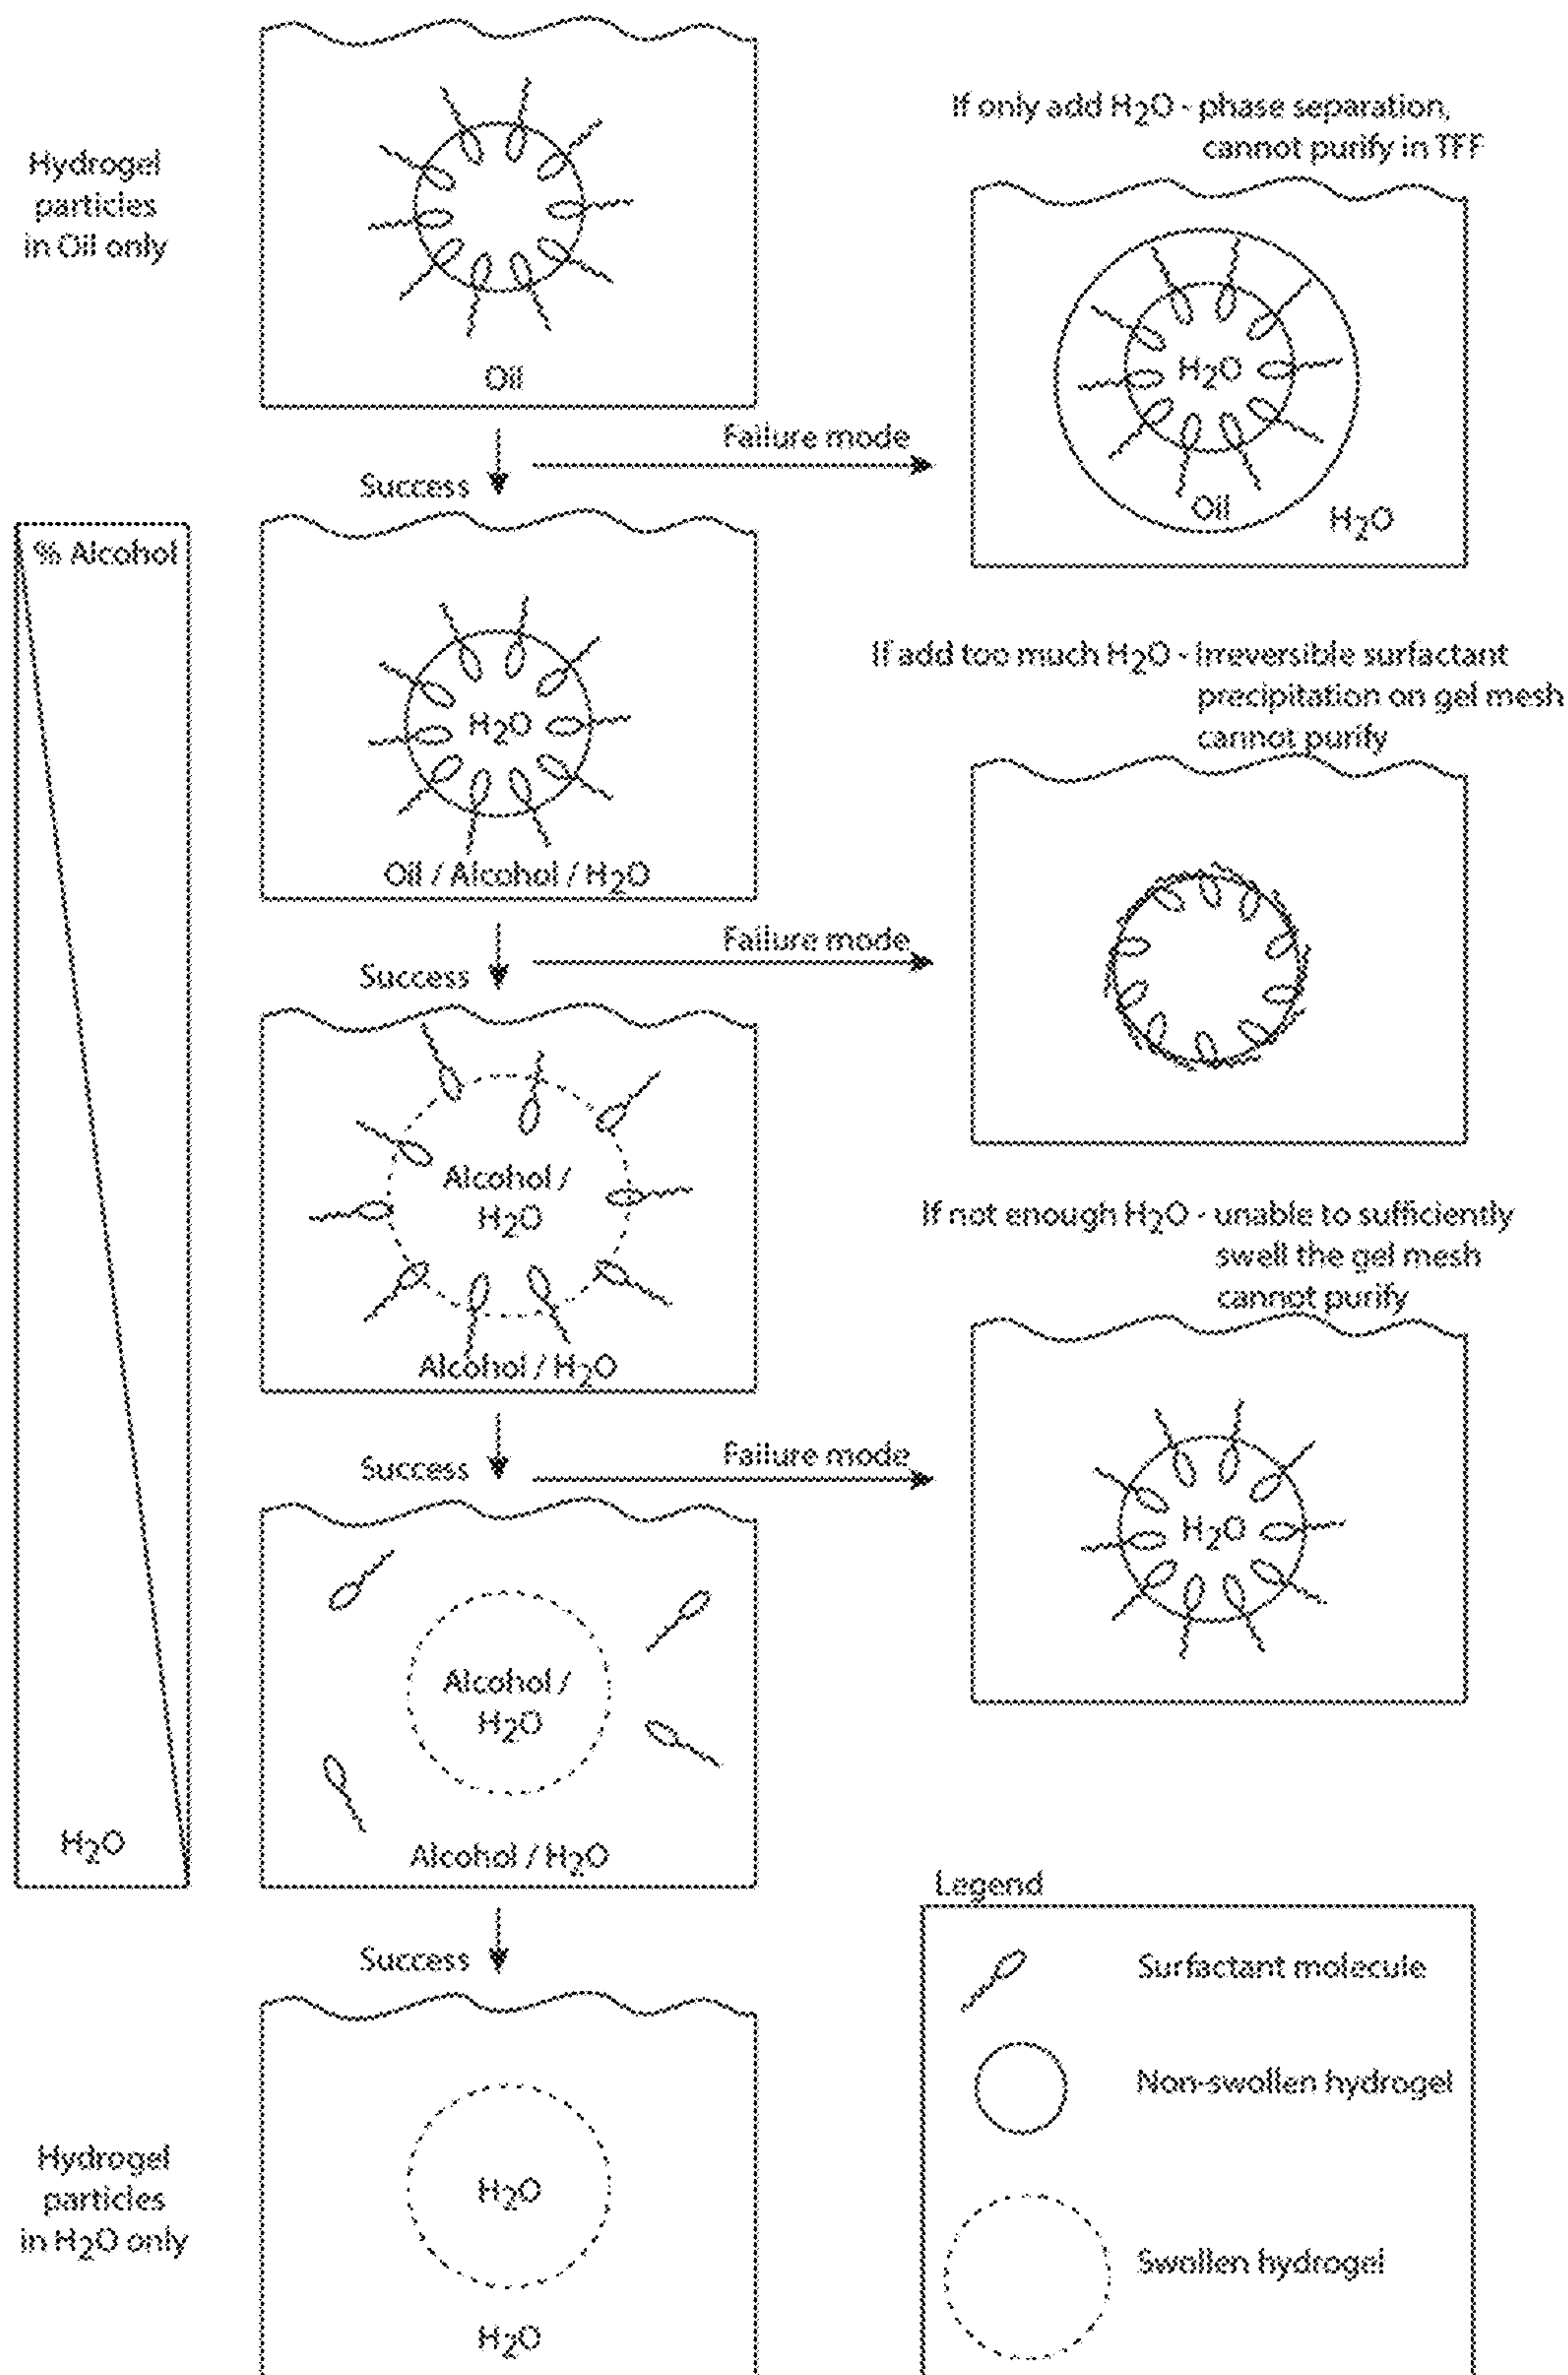 Hydrogel
particles
in Oil only
Oil
If only add H2O - phase separation,
cannot purify in TFF
H2O
Oil
H2O
Failure mode
Success
% Alcohol
H2O
Oil / Alcohol / H2O
If add too much H2O - Irreversible surfactant
precipitation on gel mesh
cannot purify
Failure mode
Success
Alcohol /
H2O
Alcohol / H2O
If not enough H2O - unable to sufficiently
swell the gel mesh
cannot purify
Failure mode
Success
H2O
Alcohol /
H2O
Alcohol / H2O
H2O
Success
Legend
Surfactant molecule
Non-swollen hydrogel
Swollen hydrogel
Hydrogel
particles
in H2O only
H2O
H2O